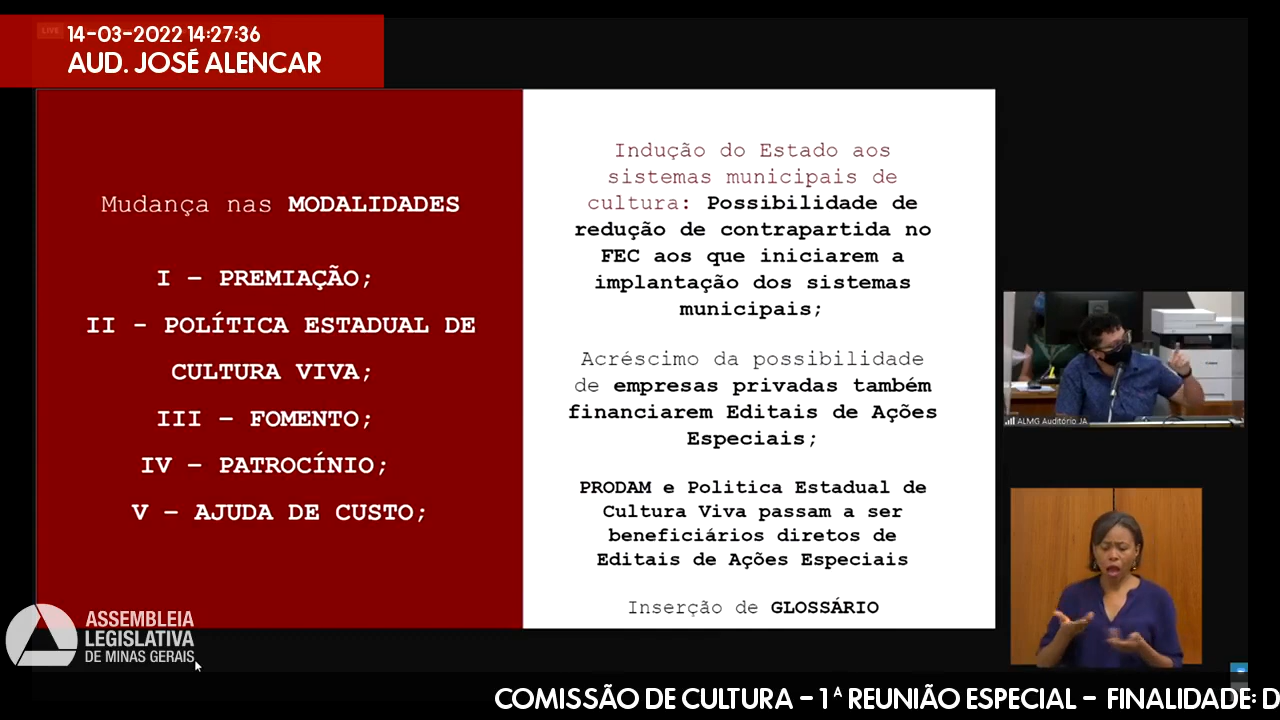 LIVE
14-03-2022 14:27:36
AUD. JOSÉ ALENCAR
Mudança nas MODALIDADES
I – PREMIAÇÃO;
II - POLÍTICA ESTADUAL DE
CULTURA VIVA;
III – FOMENTO;
IV – PATROCÍNIO;
V – AJUDA DE CUSTO;
Indução do Estado aos
sistemas municipais de
cultura: Possibilidade de
redução de contrapartida no
FEC aos que iniciarem a
implantação dos sistemas
municipais;
Acréscimo da possibilidade
de empresas privadas também
financiarem Editais de Ações
Especiais;
PRODAM e Politica Estadual de
Cultura Viva passam a ser
beneficiários diretos de
Editais de Ações Especiais
Inserção de GLOSSÁRIO
ALMG Auditório JA
ASSEMBLEIA
LEGISLATIVA
DE MINAS GERAIS
COMISSÃO DE CULTURA – 1ª REUNIÃO ESPECIAL – FINALIDADE: D